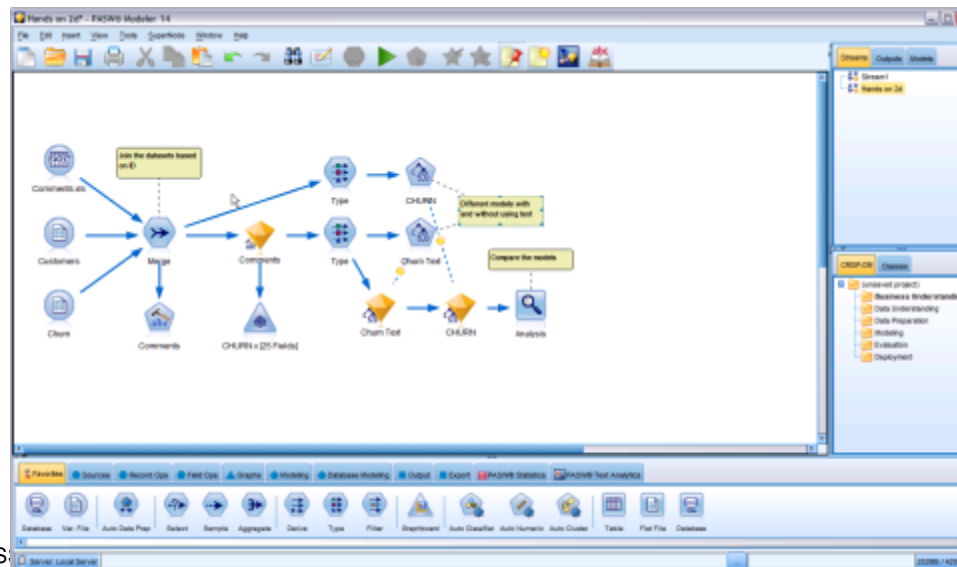 Hands on 2d* - PASW® Modeler 14
File Edit Insert View Tools SuperNode Window Help
Streams Outputs Models
Stream1
Hands on 2d
Join the datasets based
on ID
Comments.xls
Type
CHURN
Different models with
and without using text
Customers
Merge
Comments
Type
Churn Text
Compare the models
Churn
Comments
CHURN x [25 Fields]
Churn Text
CHURN
Analysis
CRISP-DM Classes
(unsaved project)
Business Understandi
Data Understanding
Data Preparation
Modeling
Evaluation
Deployment
Favorites Sources Record Ops Field Ops Graphs Modeling Database Modeling Output Export PASW® Statistics PASW® Text Analytics
Database Var. File Auto Data Prep Select Sample Aggregate Derive Type Filter Graphboard Auto Classifier Auto Numeric Auto Cluster Table Flat File Database
Server: Local Server